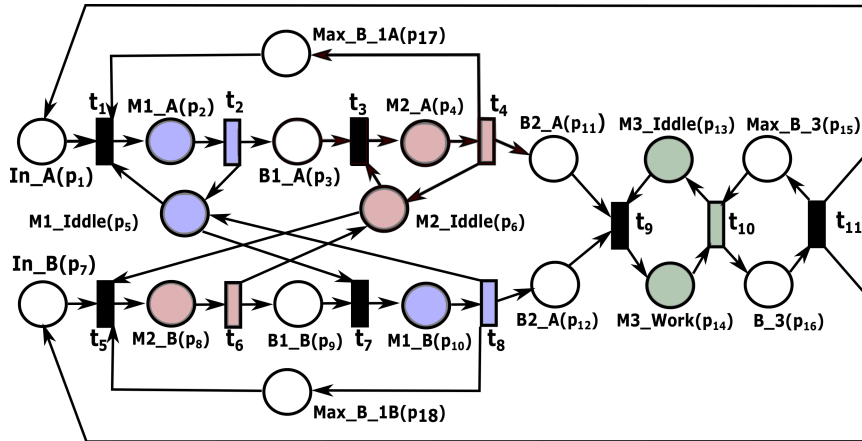 Max_B_1A(p17)
t1
M1_A(p2)
t2
t3
M2_A(p4)
t4
B2_A(p11)
M3_Iddle(p13)
Max_B_3(p15)
In_A(p1)
B1_A(p3)
M1_Iddle(p5)
M2_Iddle(p6)
t9
t10
t11
In_B(p7)
t5
M2_B(p8)
t6
B1_B(p9)
t7
M1_B(p10)
t8
B2_A(p12)
M3_Work(p14)
B_3(p16)
Max_B_1B(p18)